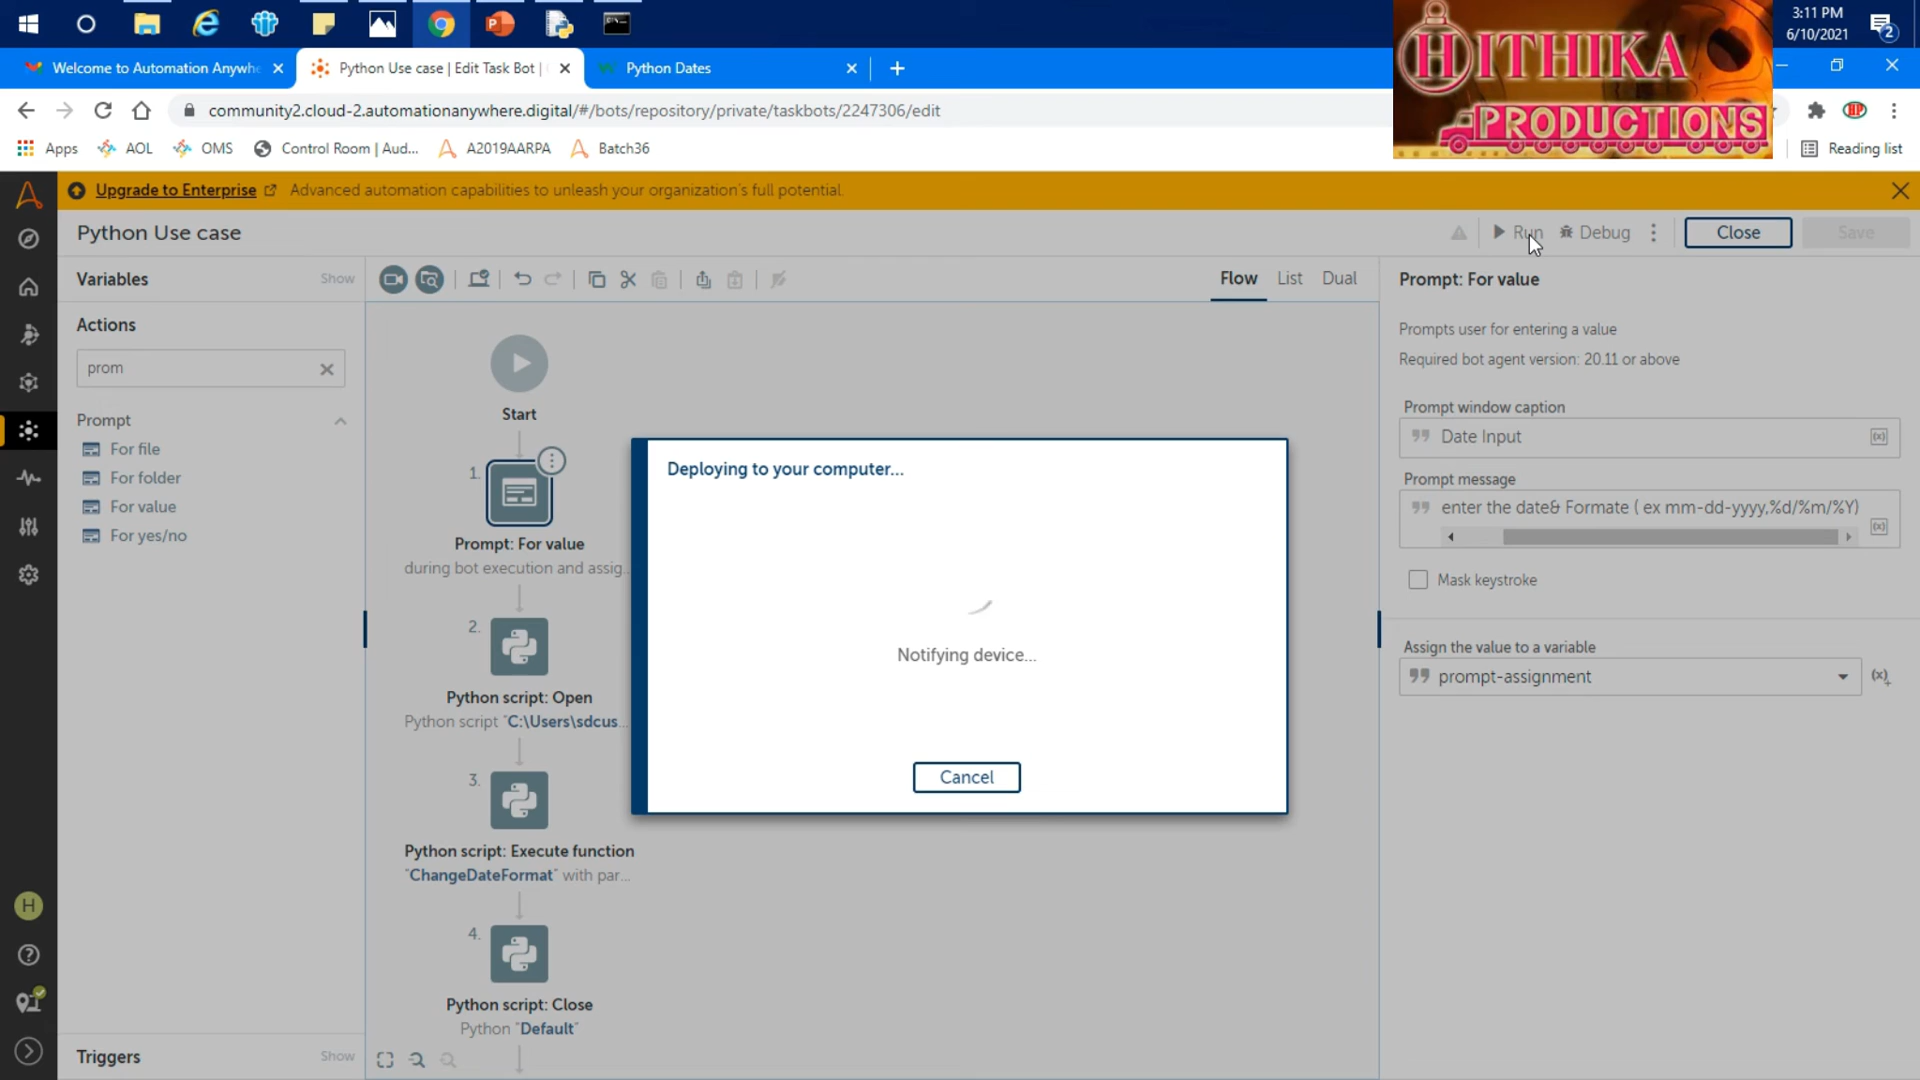 3:11 PM
6/10/2021
2
HITHIKA
PRODUCTIONS
Welcome to Automation Anywhe
Python Use case | Edit Task Bot |
Python Dates
community2.cloud-2.automationanywhere.digital/#/bots/repository/private/taskbots/2247306/edit
HP
Apps
AOL
OMS
Control Room | Aud...
A2019AARPA
Batch36
Reading list
Upgrade to Enterprise
Advanced automation capabilities to unleash your organization's full potential.
Python Use case
Run
Debug
Close
Save
Variables
Show
Flow
List
Dual
Prompt: For value
Actions
prom
Prompt
For file
For folder
For value
For yes/no
Start
1.
Prompt: For value
during bot execution and assig...
2.
Python script: Open
Python script "C:\Users\sdcus...
3.
Python script: Execute function
"ChangeDateFormat" with par...
4.
Python script: Close
Python "Default"
Deploying to your computer...
Notifying device...
Cancel
Prompts user for entering a value
Required bot agent version: 20.11 or above
Prompt window caption
Date Input
Prompt message
enter the date& Formate ( ex mm-dd-yyyy,%d/%m/%Y)
Mask keystroke
Assign the value to a variable
prompt-assignment
H
Triggers
Show